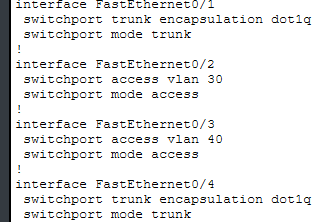 interface FastEthernet0/1
switchport trunk encapsulation dot1q
switchport mode trunk
!
interface FastEthernet0/2
switchport access vlan 30
switchport mode access
!
interface FastEthernet0/3
switchport access vlan 40
switchport mode access
!
interface FastEthernet0/4
switchport trunk encapsulation dot1q
switchport mode trunk